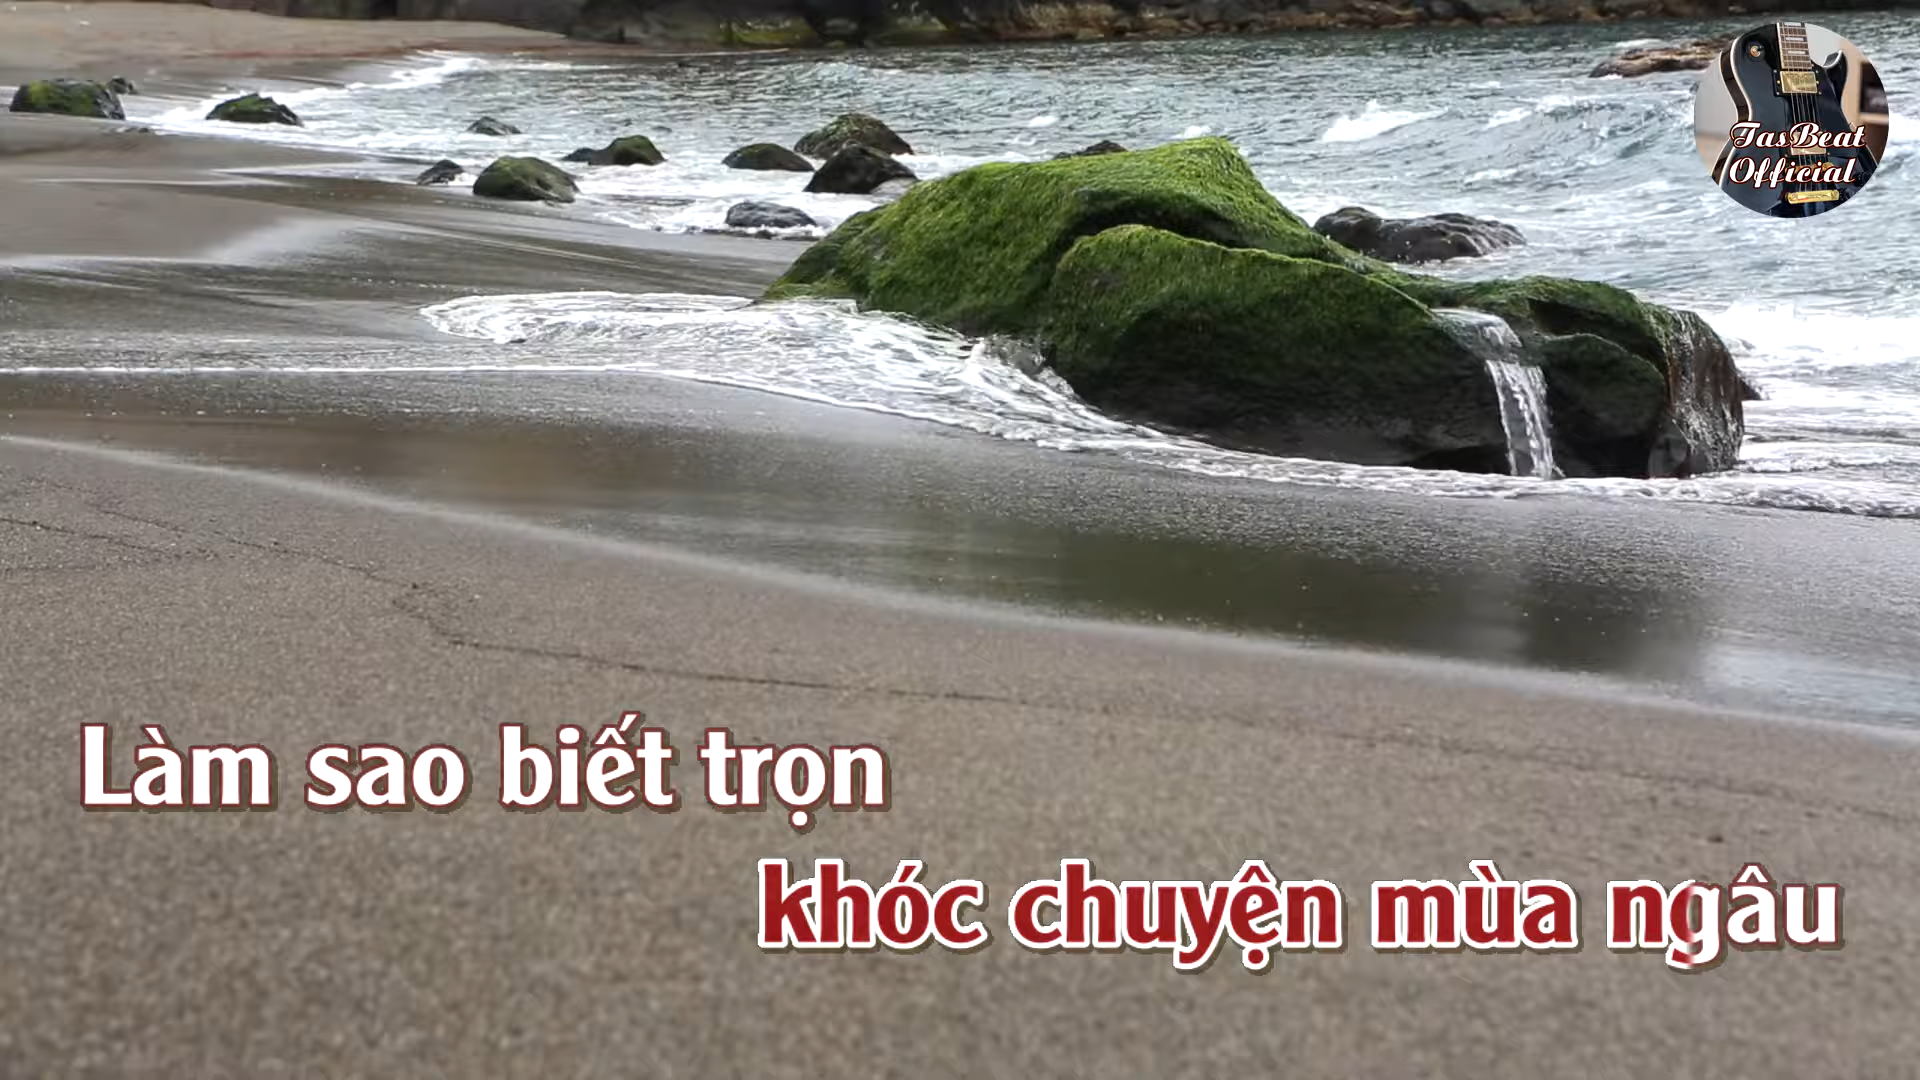 TasBeat
Official
Làm sao biết trọn
khóc chuyện mùa ngâu